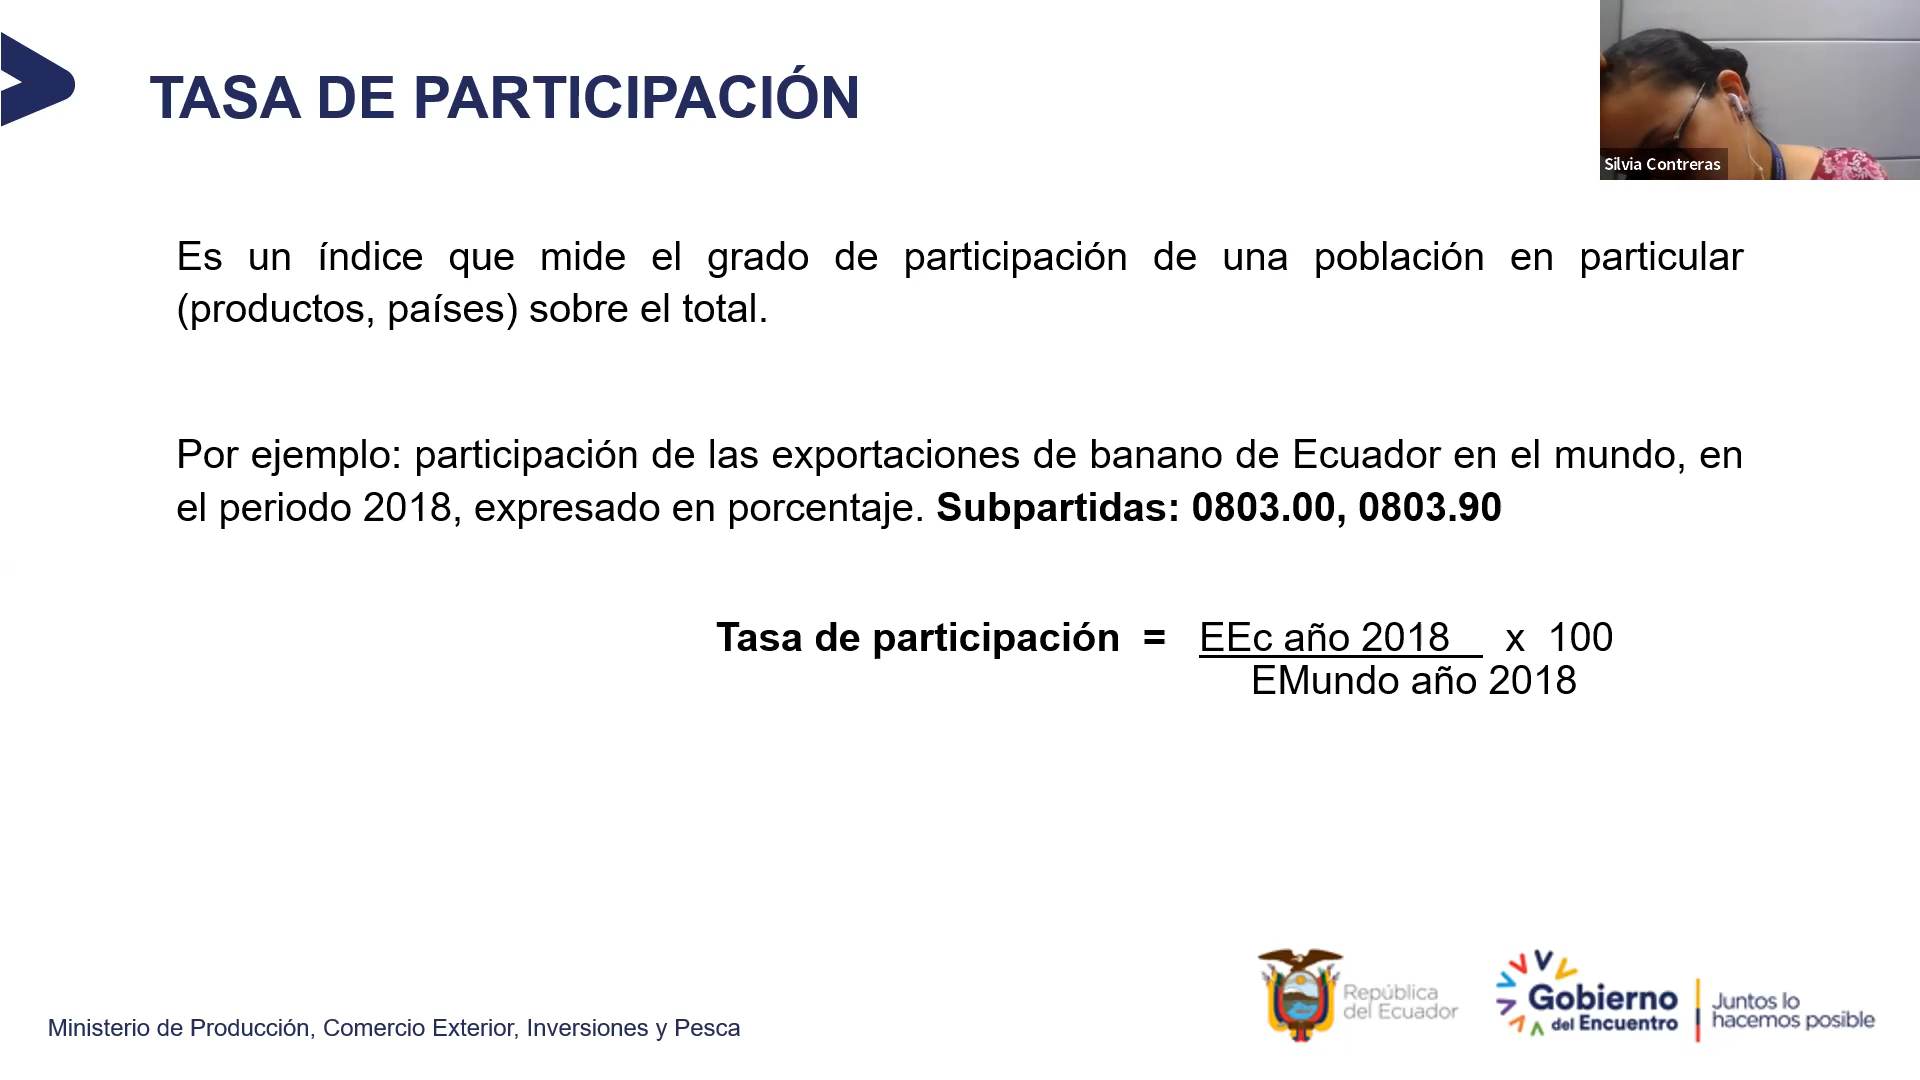 TASA DE PARTICIPACIÓN
Silvia Contreras
Es un índice que mide el grado de participación de una población en particular
(productos, países) sobre el total.
Por ejemplo: participación de las exportaciones de banano de Ecuador en el mundo, en
el periodo 2018, expresado en porcentaje. Subpartidas: 0803.00, 0803.90
Tasa de participación = EEc año 2018 x 100
EMundo año 2018
República
del Ecuador
Gobierno
del Encuentro
Juntos lo
hacemos posible
Ministerio de Producción, Comercio Exterior, Inversiones y Pesca